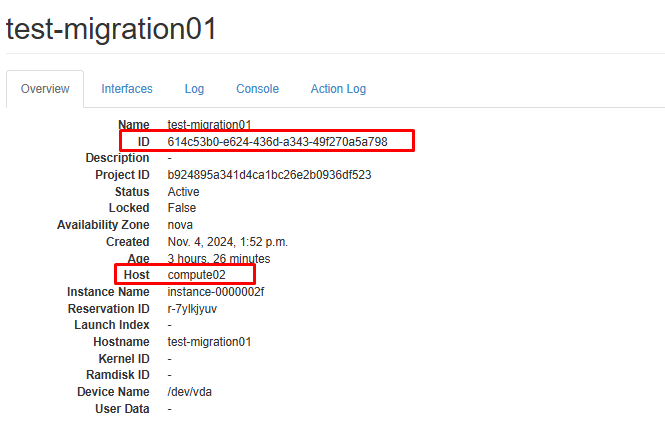 test-migration01
Overview Interfaces Log Console Action Log
Name test-migration01
ID 614c53b0-e624-436d-a343-49f270a5a798
Description -
Project ID b924895a341d4ca1bc26e2b0936df523
Status Active
Locked False
Availability Zone nova
Created Nov. 4, 2024, 1:52 p.m.
Age 3 hours, 26 minutes
Host compute02
Instance Name instance-0000002f
Reservation ID r-7ylkjyuv
Launch Index -
Hostname test-migration01
Kernel ID -
Ramdisk ID -
Device Name /dev/vda
User Data -